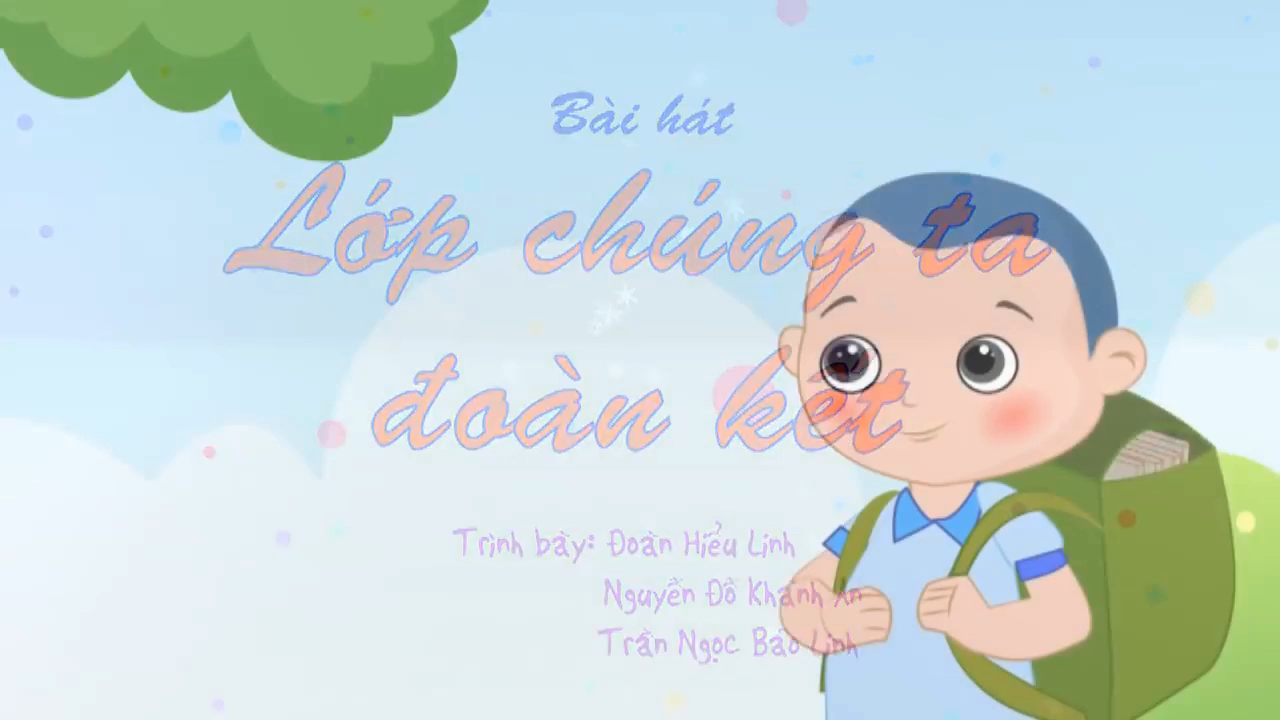 Bài hát
Lớp chúng ta
đoàn kết
Trình bày: Đoàn Hiểu Linh
Nguyễn Đỗ Khánh An
Trần Ngọc Bảo Linh